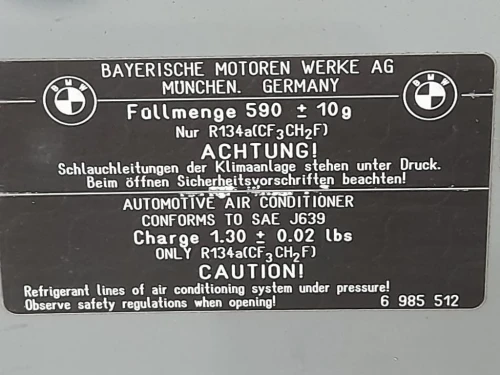 BAYERISCHE MOTOREN WERKE AG
MÜNCHEN. GERMANY
BMW
BMW
Füllmenge 590 ± 10g
Nur R134a(CF₃CH₂F)
ACHTUNG!
Schlauchleitungen der Klimaanlage stehen unter Druck.
Beim öffnen Sicherheitsvorschriften beachten!
AUTOMOTIVE AIR CONDITIONER
CONFORMS TO SAE J639
Charge 1.30 ± 0.02 lbs
ONLY R134a(CF₃CH₂F)
CAUTION!
Refrigerant lines of air conditioning system under pressure!
Observe safety regulations when opening!
6 985 512